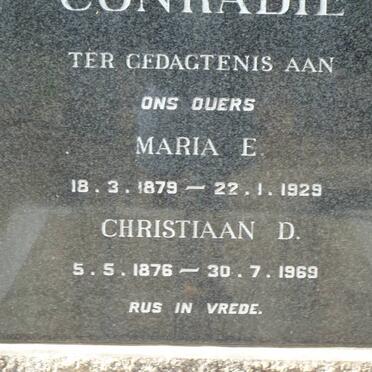 CONRADIE
TER GEDAGTENIS AAN
ONS OUERS
MARIA E.
18.3.1879 — 22.1.1929
CHRISTIAAN D.
5.5.1876 — 30.7.1969
RUS IN VREDE.